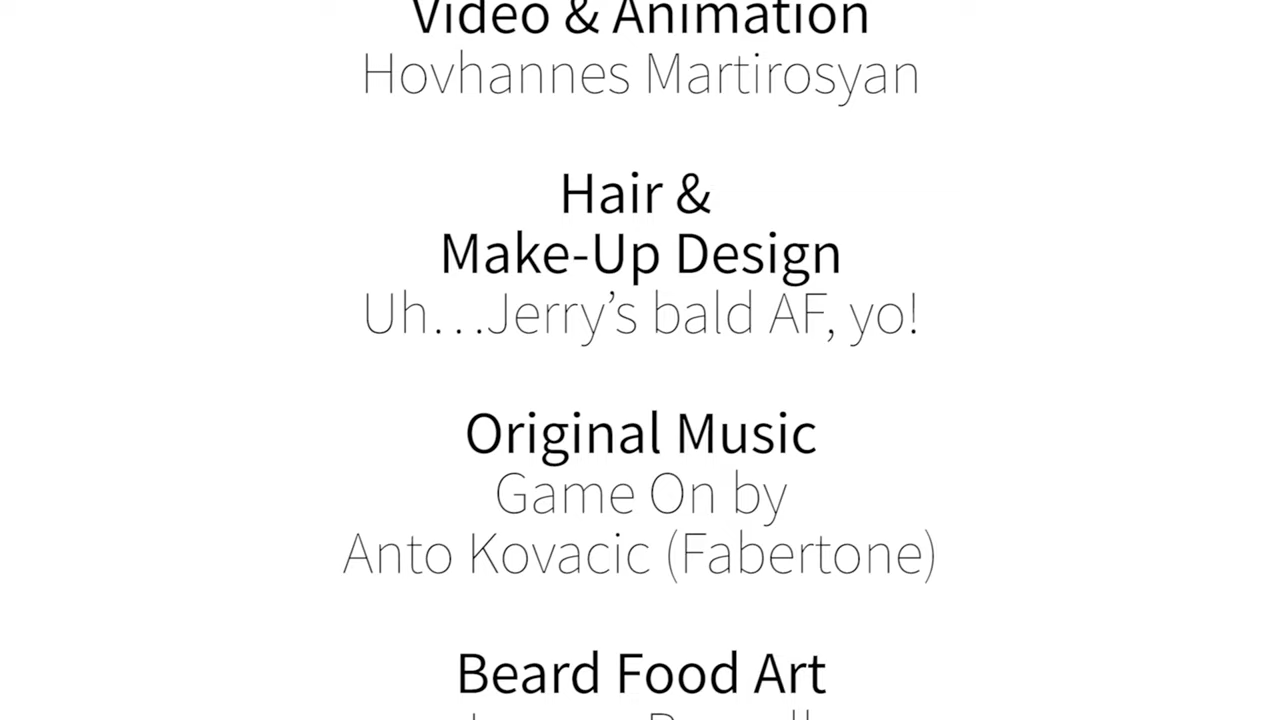 Video & Animation
Hovhannes Martirosyan
Hair &
Make-Up Design
Uh…Jerry’s bald AF, yo!
Original Music
Game On by
Anto Kovacic (Fabertone)
Beard Food Art